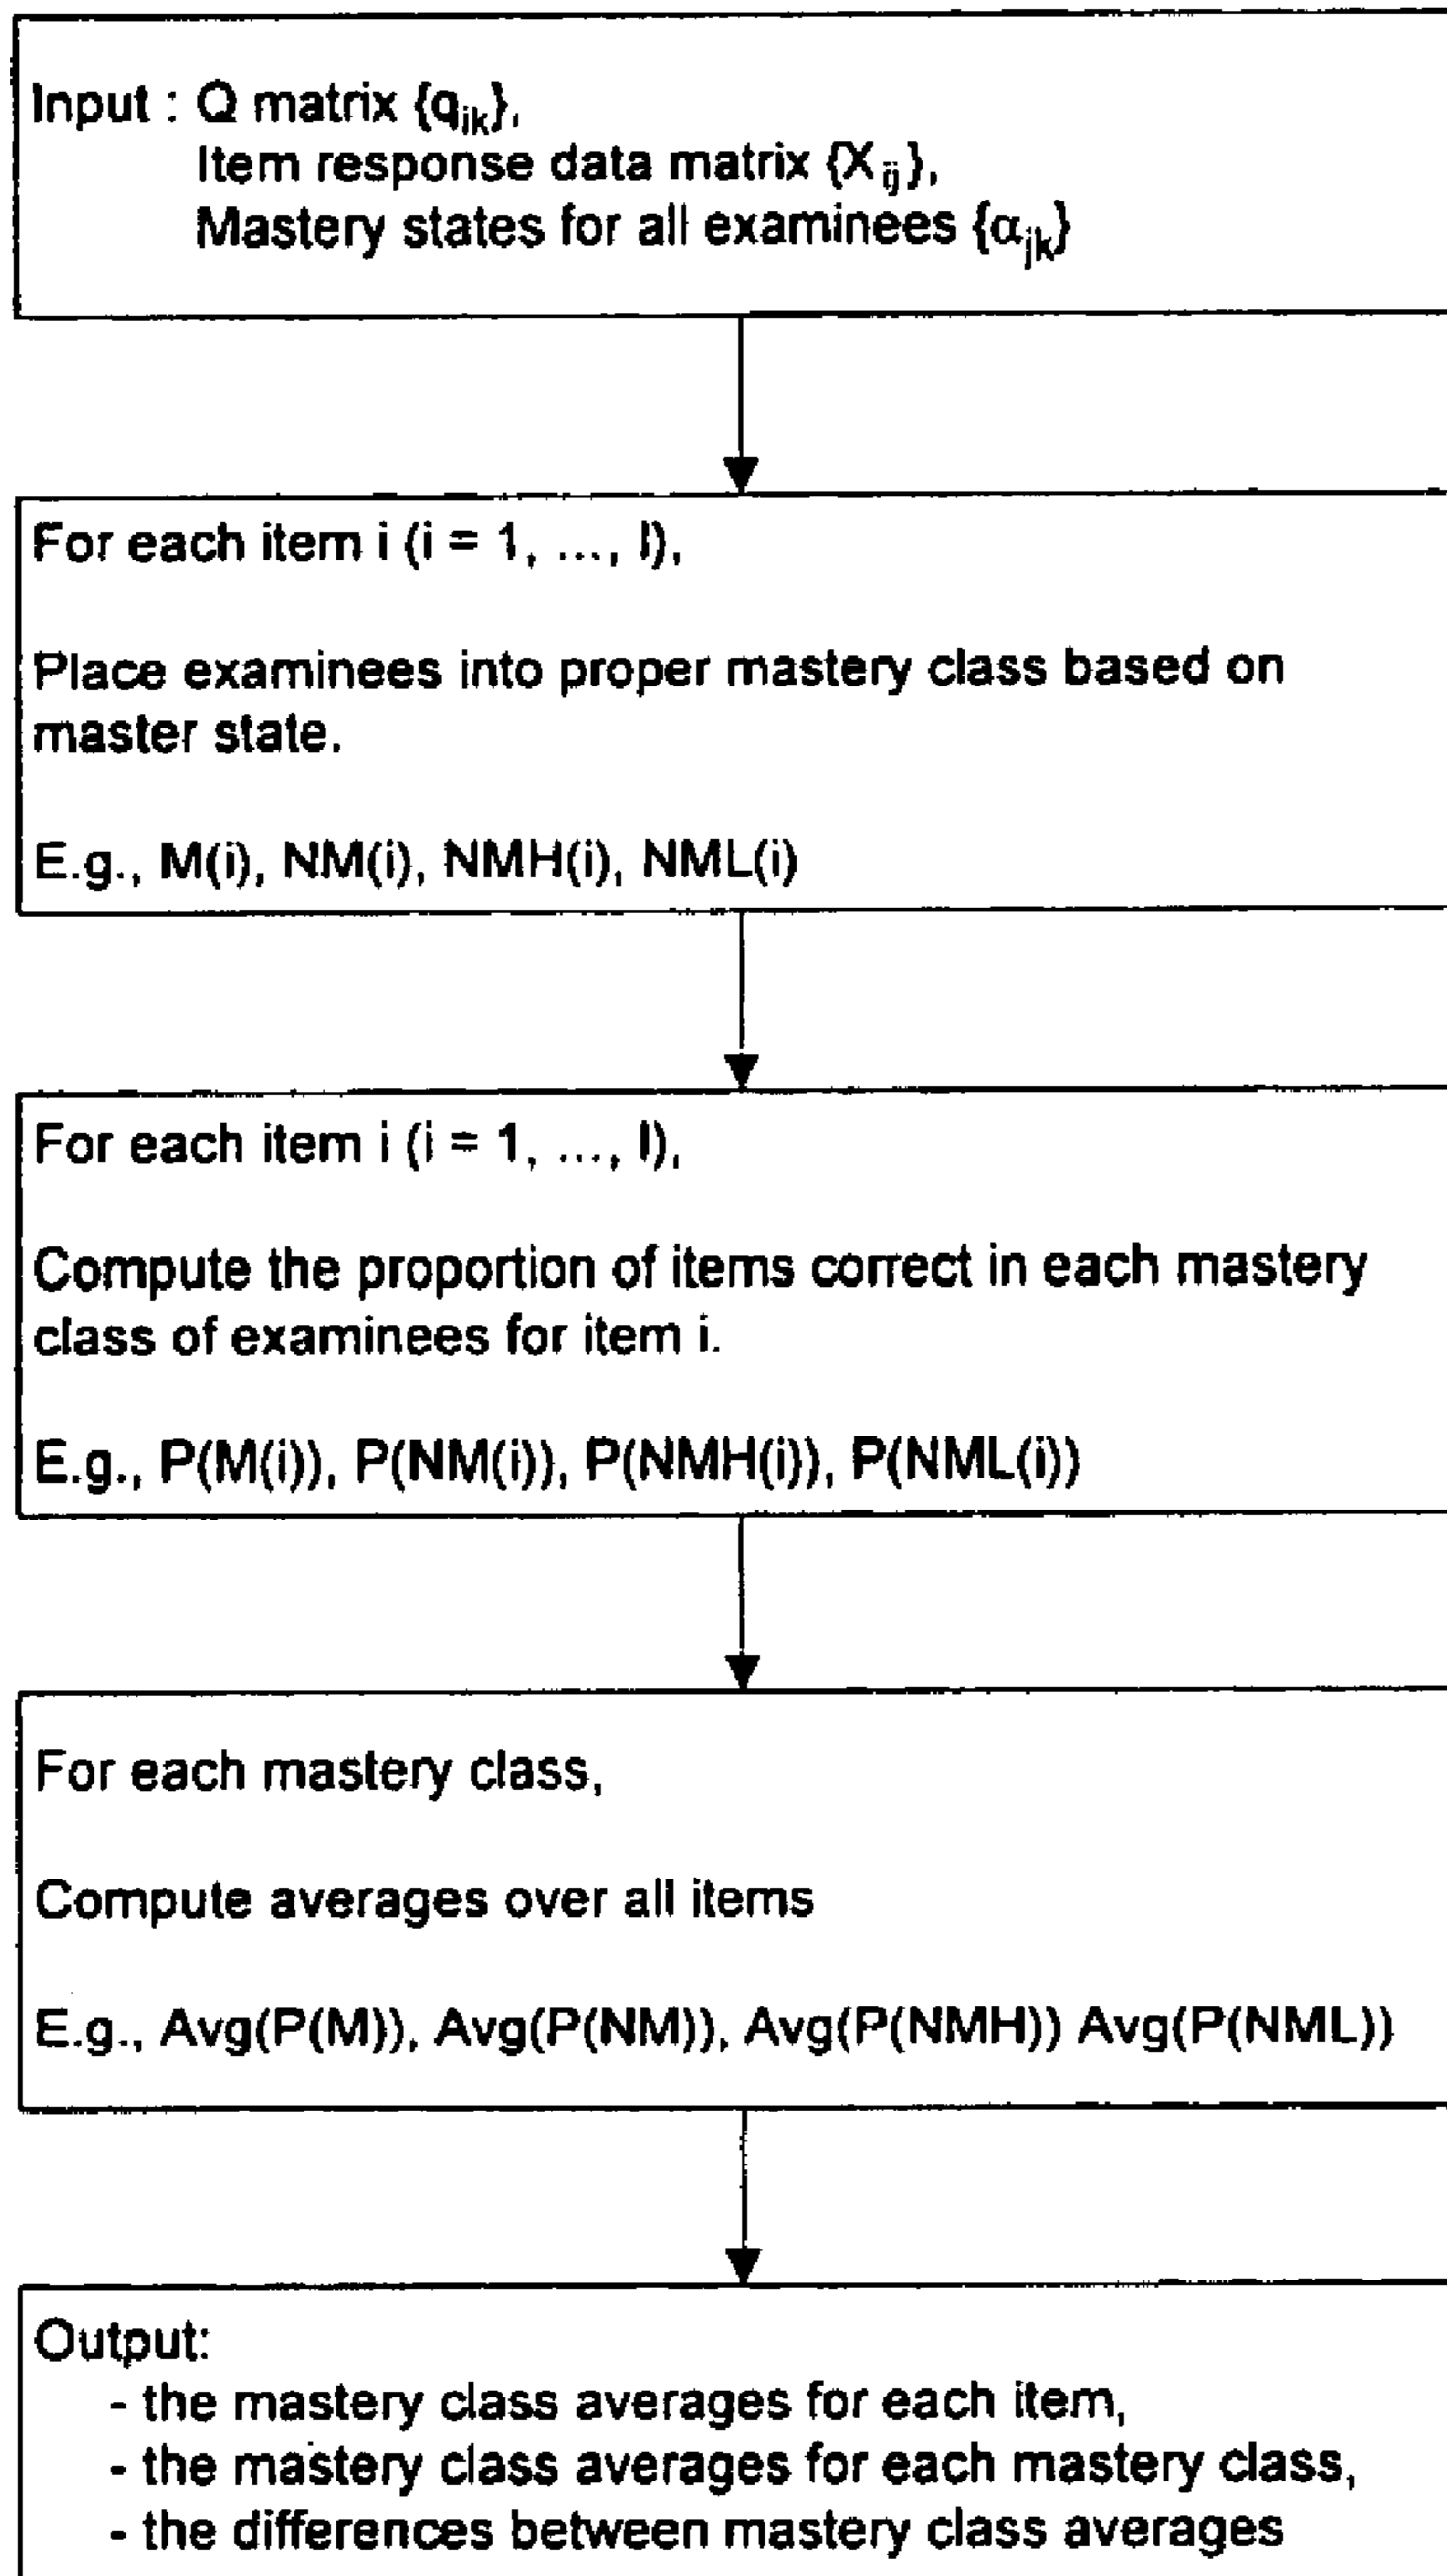 Input : Q matrix {q_ik},
Item response data matrix {X_ij},
Mastery states for all examinees {α_jk}
For each item i (i = 1, ..., I),
Place examinees into proper mastery class based on
master state.
E.g., M(i), NM(i), NMH(i), NML(i)
For each item i (i = 1, ..., I),
Compute the proportion of items correct in each mastery
class of examinees for item i.
E.g., P(M(i)), P(NM(i)), P(NMH(i)), P(NML(i))
For each mastery class,
Compute averages over all items
E.g., Avg(P(M)), Avg(P(NM)), Avg(P(NMH)) Avg(P(NML))
Output:
- the mastery class averages for each item,
- the mastery class averages for each mastery class,
- the differences between mastery class averages